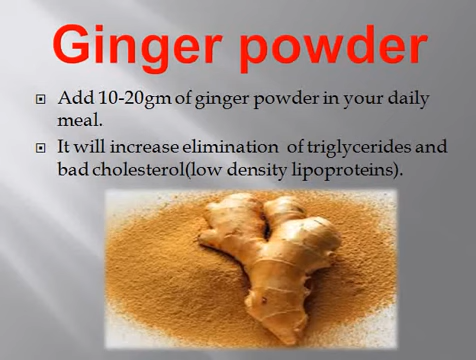 Ginger powder
Add 10-20gm of ginger powder in your daily
meal.
It will increase elimination of triglycerides and
bad cholesterol(low density lipoproteins).